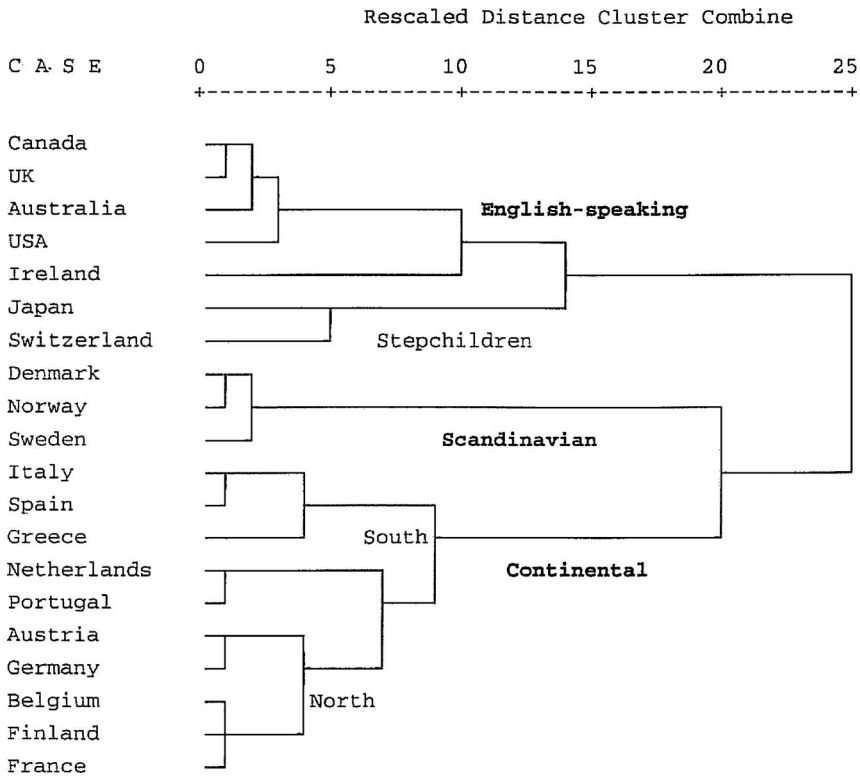 Rescaled Distance Cluster Combine
C A S E 0 5 10 15 20 25
+---------+---------+---------+---------+---------+
Canada
UK
Australia English-speaking
USA
Ireland
Japan
Switzerland Stepchildren
Denmark
Norway
Sweden Scandinavian
Italy
Spain
Greece South
Netherlands Continental
Portugal
Austria
Germany
Belgium North
Finland
France